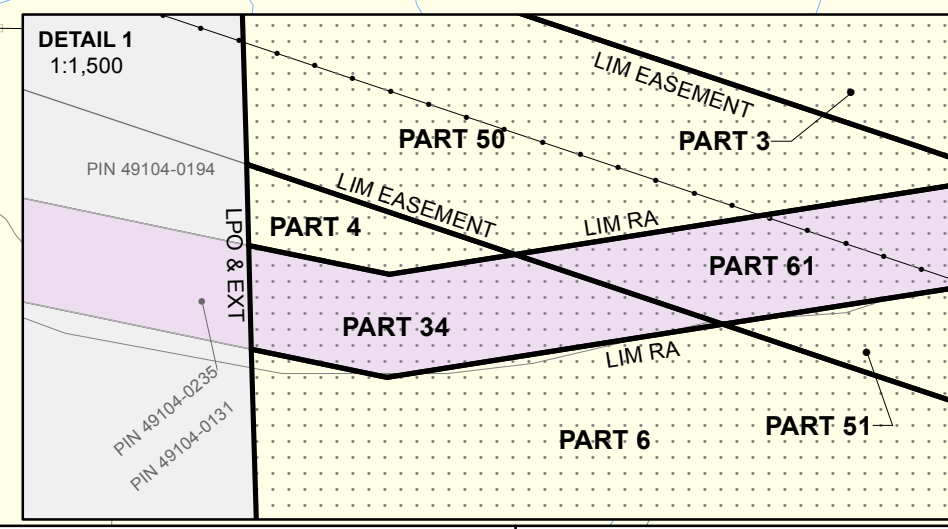 DETAIL 1
1:1,500
LIM EASEMENT
PART 3
PART 50
PIN 49104-0194
LIM EASEMENT
PART 4
LIM RA
LPO & EXT
PART 61
PART 34
LIM RA
PIN 49104-0235
PIN 49104-0131
PART 6
PART 51